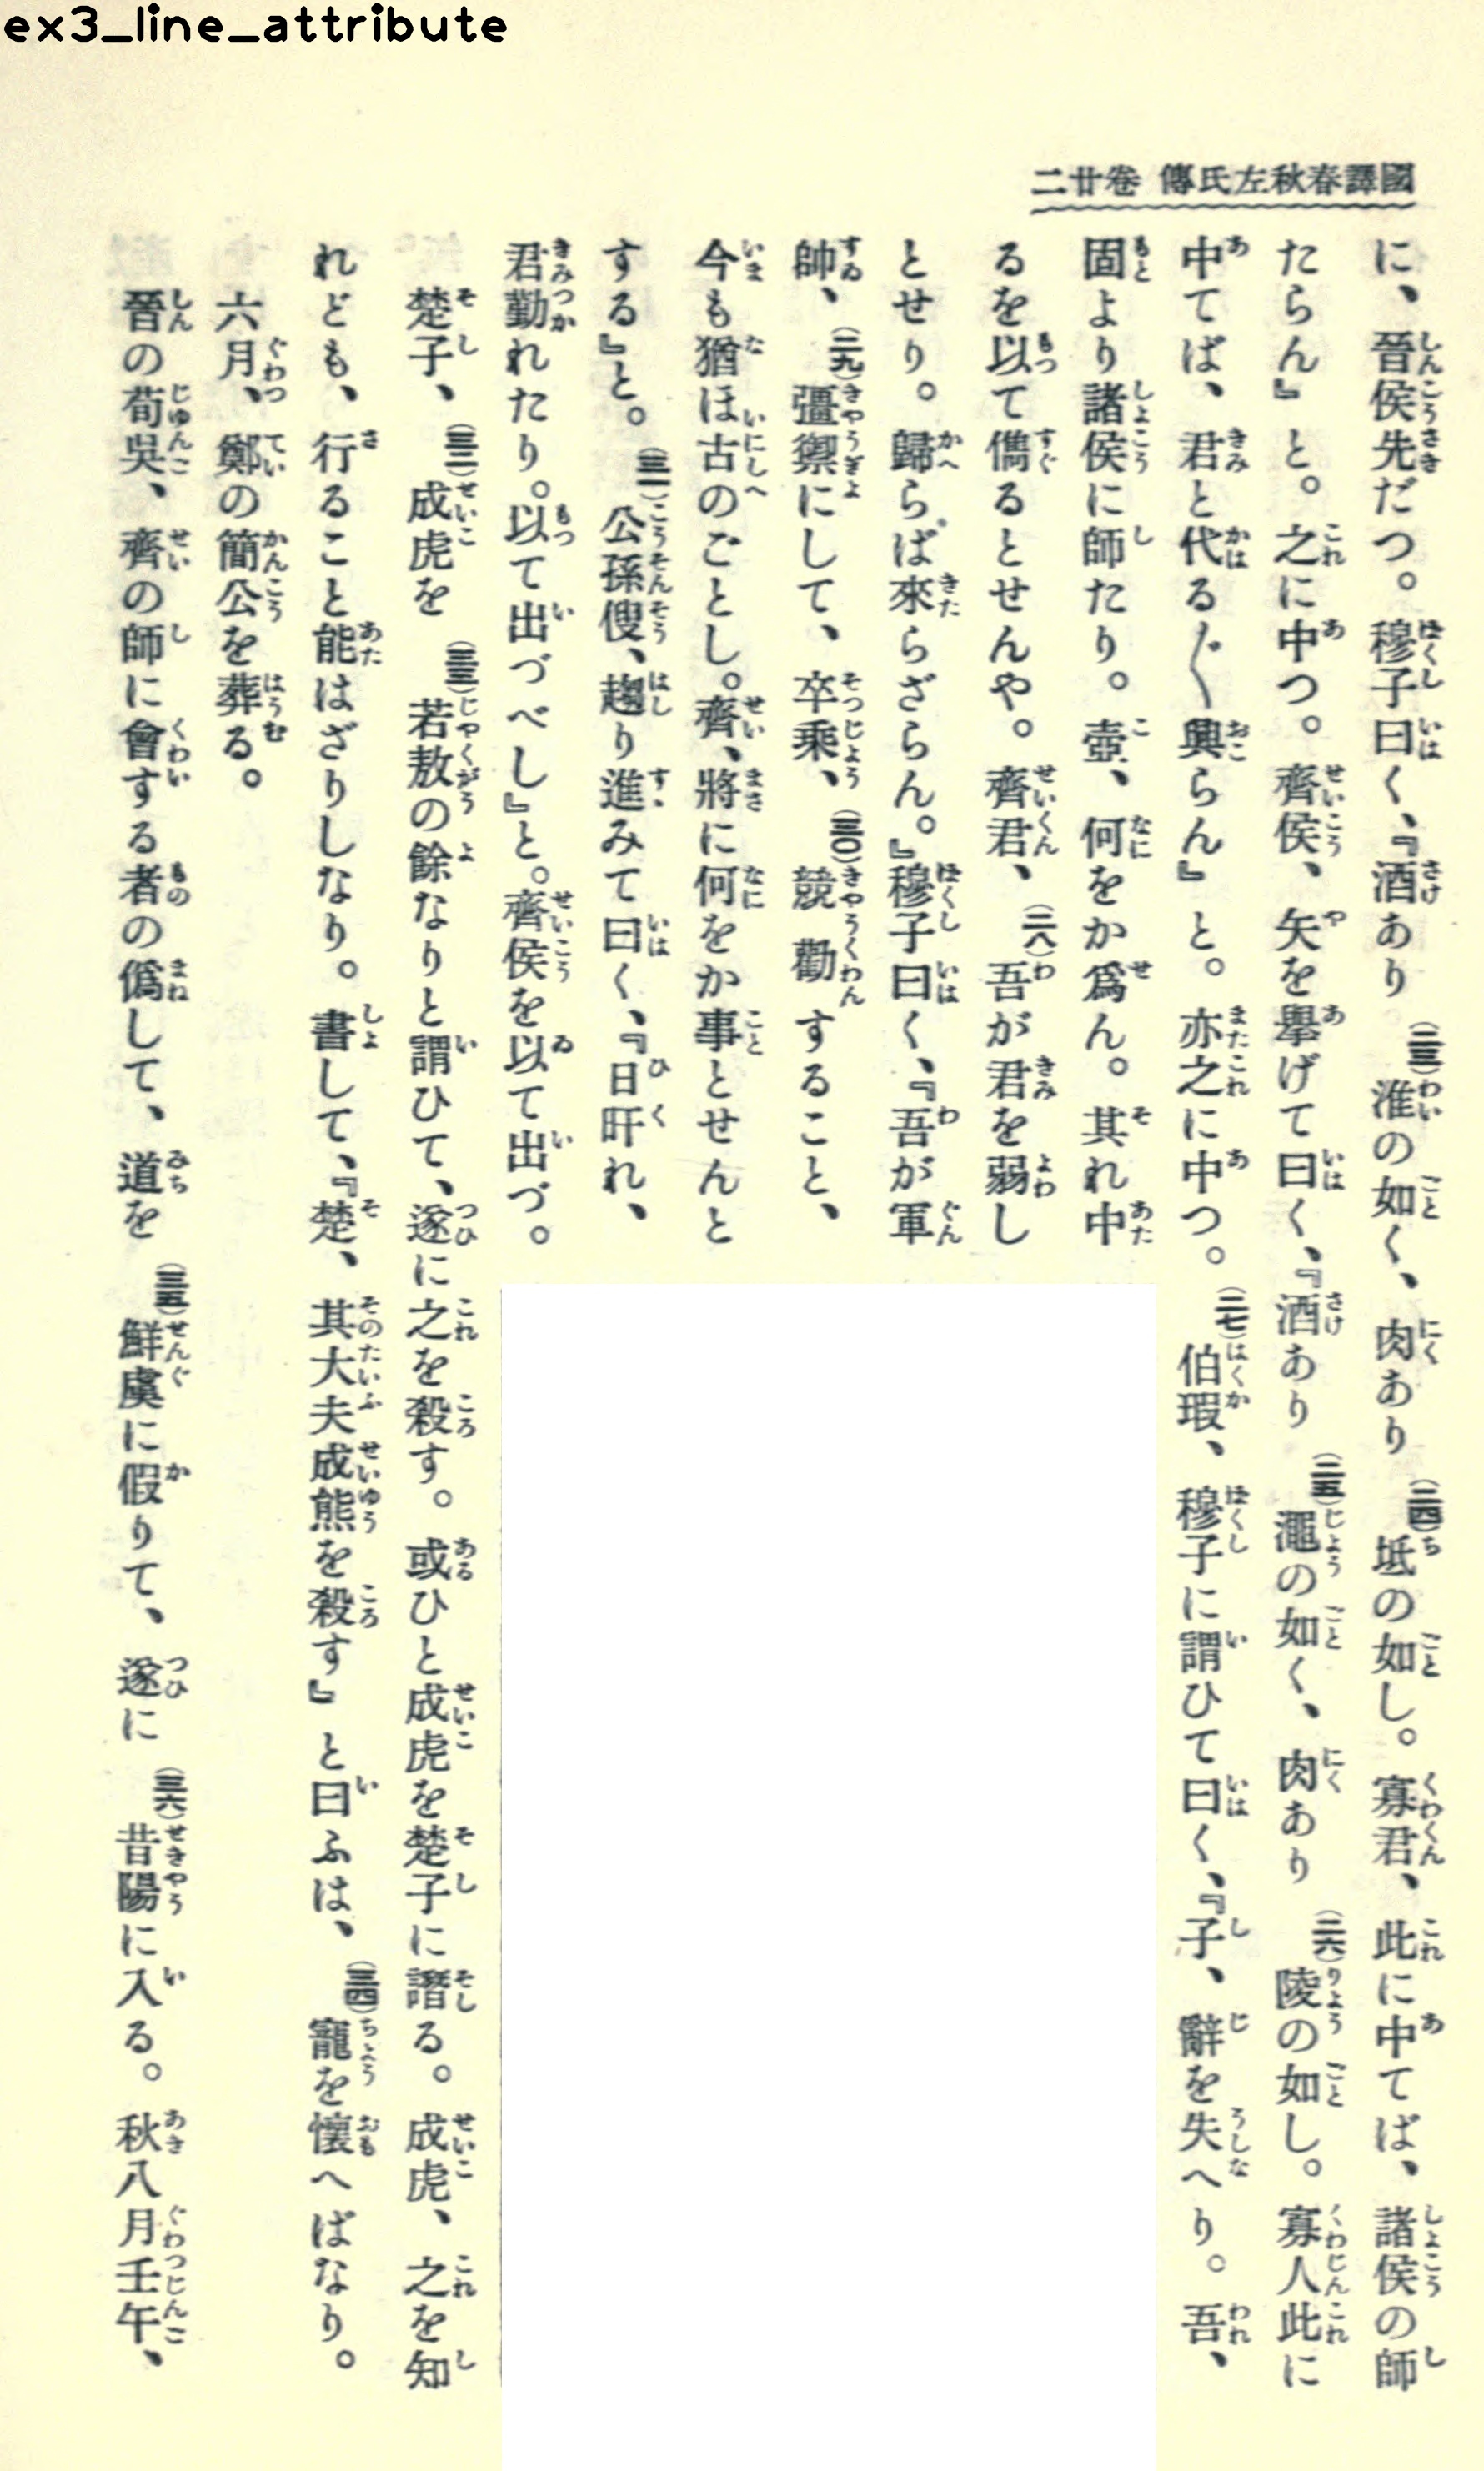 ex3_line_attribute
國譯春秋左氏傳 卷廿二
に、晉侯先だつ。穆子曰く、『酒あり(二三)淮の如く、肉あり(二四)坻の如し。寡君、此に中てば、諸侯の師
たらん』と。之に中つ。齊侯、矢を擧げて曰く、『酒あり(二五)澠の如く、肉あり(二六)陵の如し。寡人此に
中てば、君と代る〴〵興らん』と。亦之に中つ。(二七)伯瑕、穆子に謂ひて曰く、『子、辭を失へり。吾、
固より諸侯に師たり。壺、何をか爲ん。其れ中
るを以て儁るとせんや。齊君、(二八)吾が君を弱し
とせり。歸らば來らざらん。』穆子曰く、『吾が軍
帥、(二九)彊禦にして、卒乘、(三〇)競勸すること、
今も猶ほ古のごとし。齊、將に何をか事とせんと
する』と。(三一)公孫傁、趨り進みて曰く、『日旰れ、
君勤れたり。以て出づべし』と。齊侯を以て出づ。
楚子、(三二)成虎を(三三)若敖の餘なりと謂ひて、遂に之を殺す。或ひと成虎を楚子に譖る。成虎、之を知
れども、行ること能はざりしなり。書して、『楚、其大夫成熊を殺す』と曰ふは、(三四)寵を懷へばなり。
六月、鄭の簡公を葬る。
晉の荀吳、齊の師に會する者の僞して、道を(三五)鮮虞に假りて、遂に(三六)昔陽に入る。秋八月壬午、